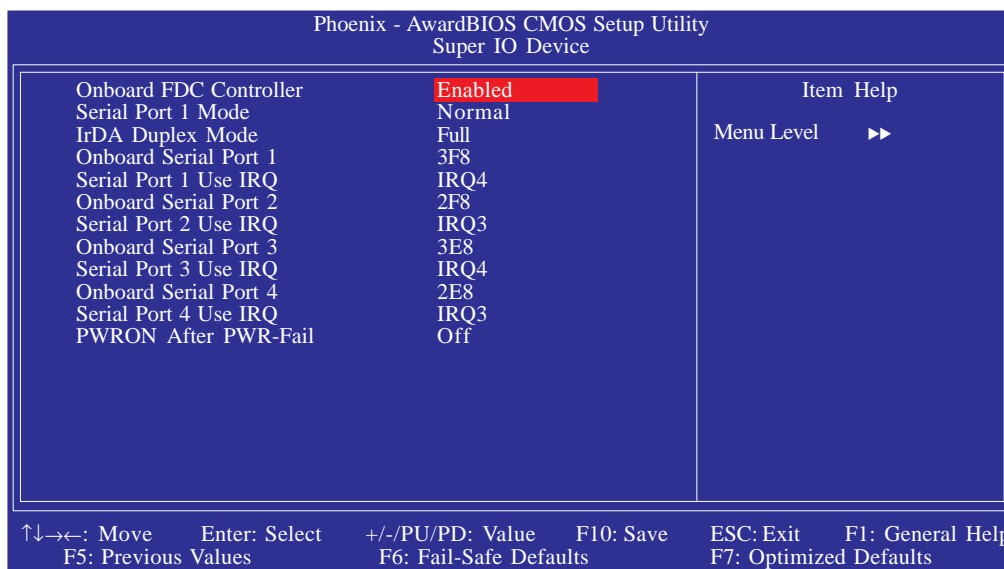 Phoenix - AwardBIOS CMOS Setup Utility
Super IO Device
Onboard FDC Controller Enabled
Serial Port 1 Mode Normal
IrDA Duplex Mode Full
Onboard Serial Port 1 3F8
Serial Port 1 Use IRQ IRQ4
Onboard Serial Port 2 2F8
Serial Port 2 Use IRQ IRQ3
Onboard Serial Port 3 3E8
Serial Port 3 Use IRQ IRQ4
Onboard Serial Port 4 2E8
Serial Port 4 Use IRQ IRQ3
PWRON After PWR-Fail Off
Item Help
Menu Level ▶▶
↑↓→←: Move Enter: Select +/-/PU/PD: Value F10: Save ESC: Exit F1: General Help
F5: Previous Values F6: Fail-Safe Defaults F7: Optimized Defaults